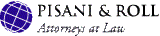 PISANI & ROLL
Attorneys at Law